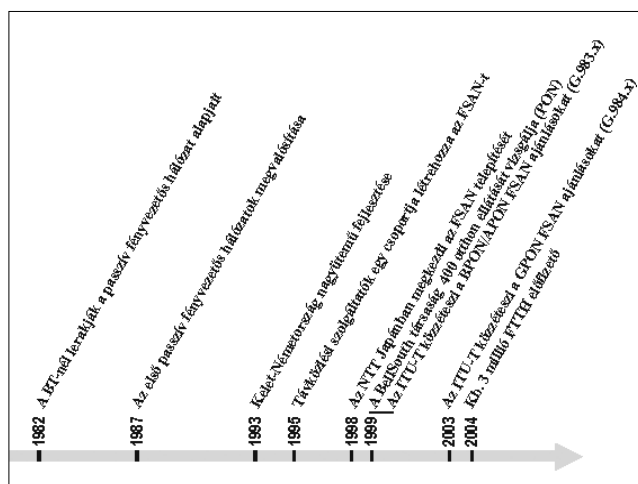 A BT-nél lerakják a passzív fényvezetős hálózat alapjait
Az első passzív fényvezetős hálózatok megvalósítása
Kelet-Németország nagyütemű fejlesztése
Távközlési szolgáltatók egy csoportja létrehozza az FSAN-t
Az NTT Japánban megkezdi az FSAN telepítését
A BellSouth társaság 400 otthon ellátását vizsgálja (PON)
Az ITU-T közzéteszi a BPON/APON FSAN ajánlásokat (G.983.x)
Az ITU-T közzéteszi a GPON FSAN ajánlásokat (G.984.x)
Kb. 3 millió FTTH előfizető
1982
1987
1993
1995
1998
1999
2003
2004